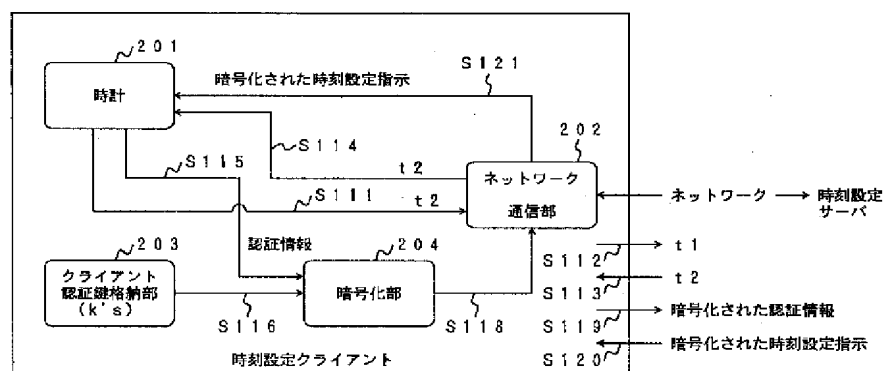 201
時計
暗号化された時刻設定指示
S121
202
S114
t2
S115
S111
t2
ネットワーク
通信部
ネットワーク
時刻設定
サーバ
203
認証情報
204
クライアント
認証鍵格納部
(k's)
暗号化部
S116
S118
S112
t1
S113
t2
S119
暗号化された認証情報
S120
暗号化された時刻設定指示
時刻設定クライアント